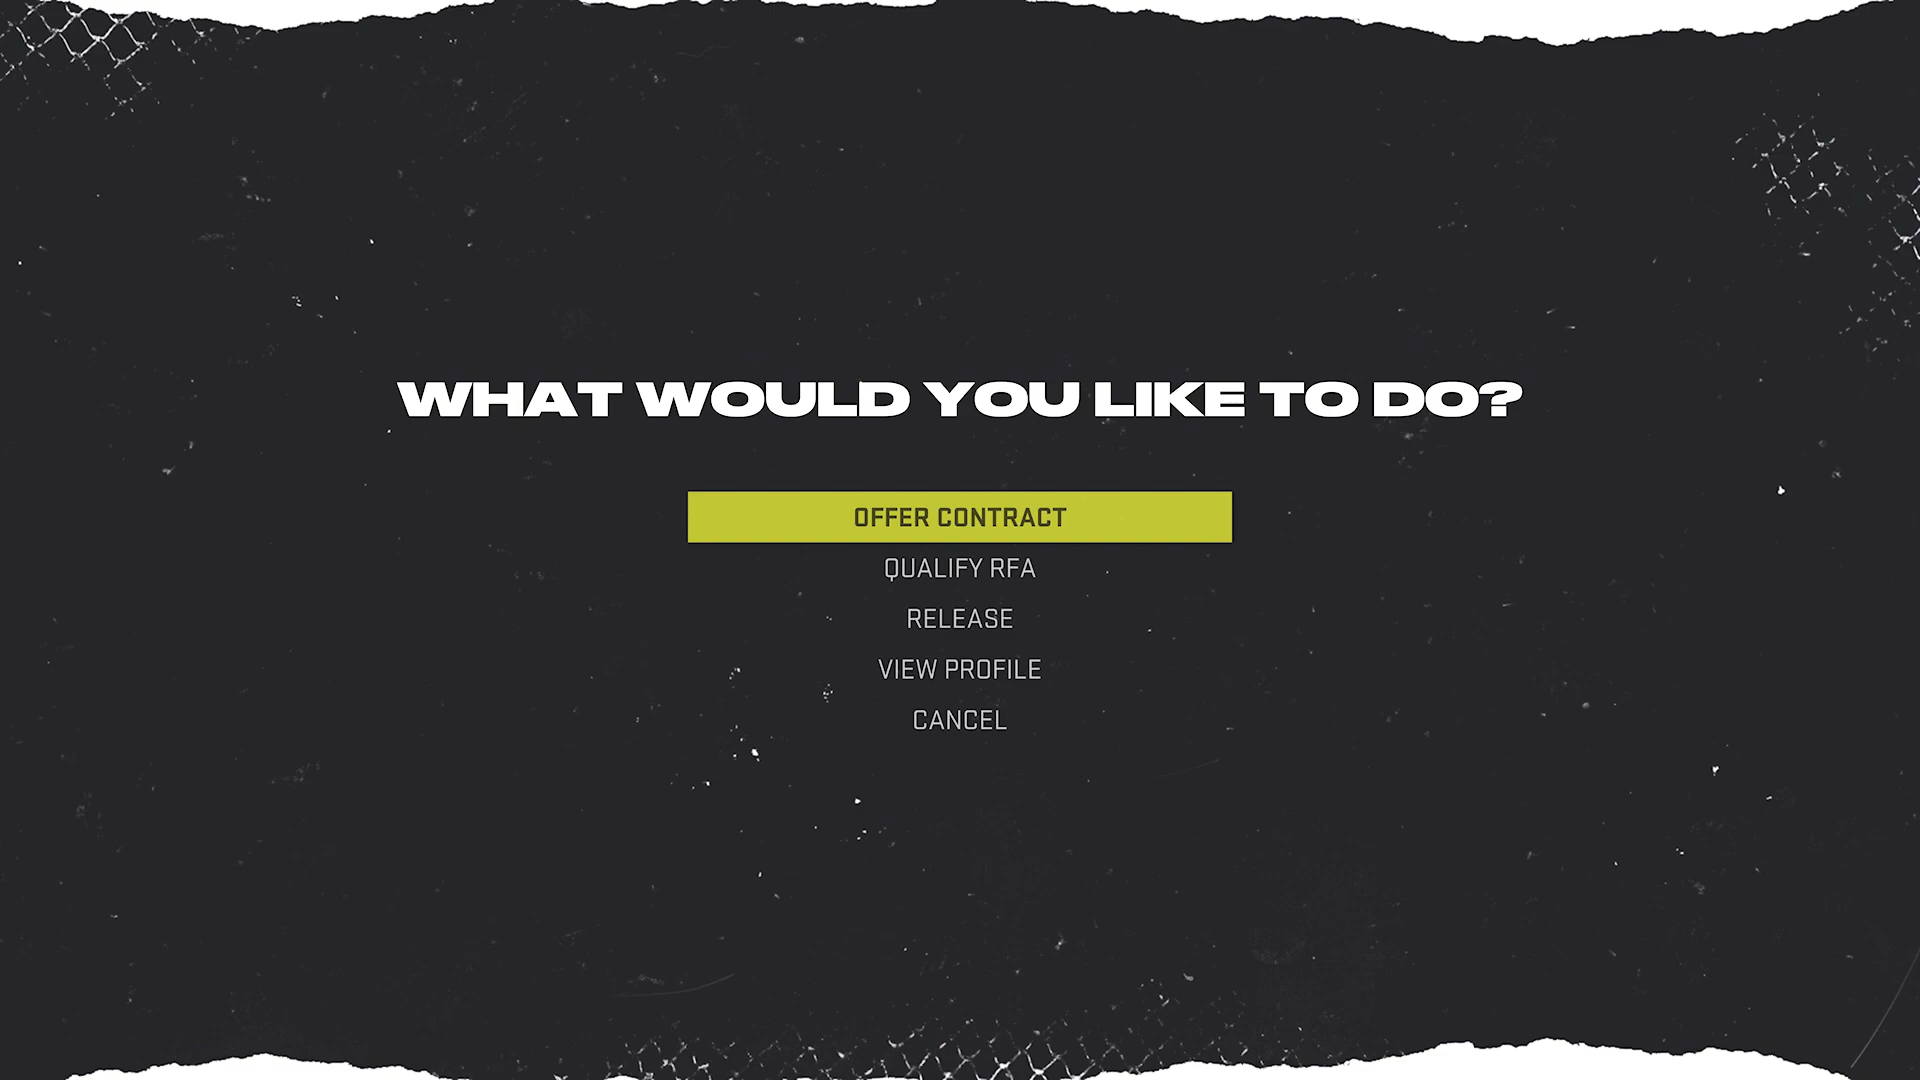 WHAT WOULD YOU LIKE TO DO?
OFFER CONTRACT
QUALIFY RFA
RELEASE
VIEW PROFILE
CANCEL